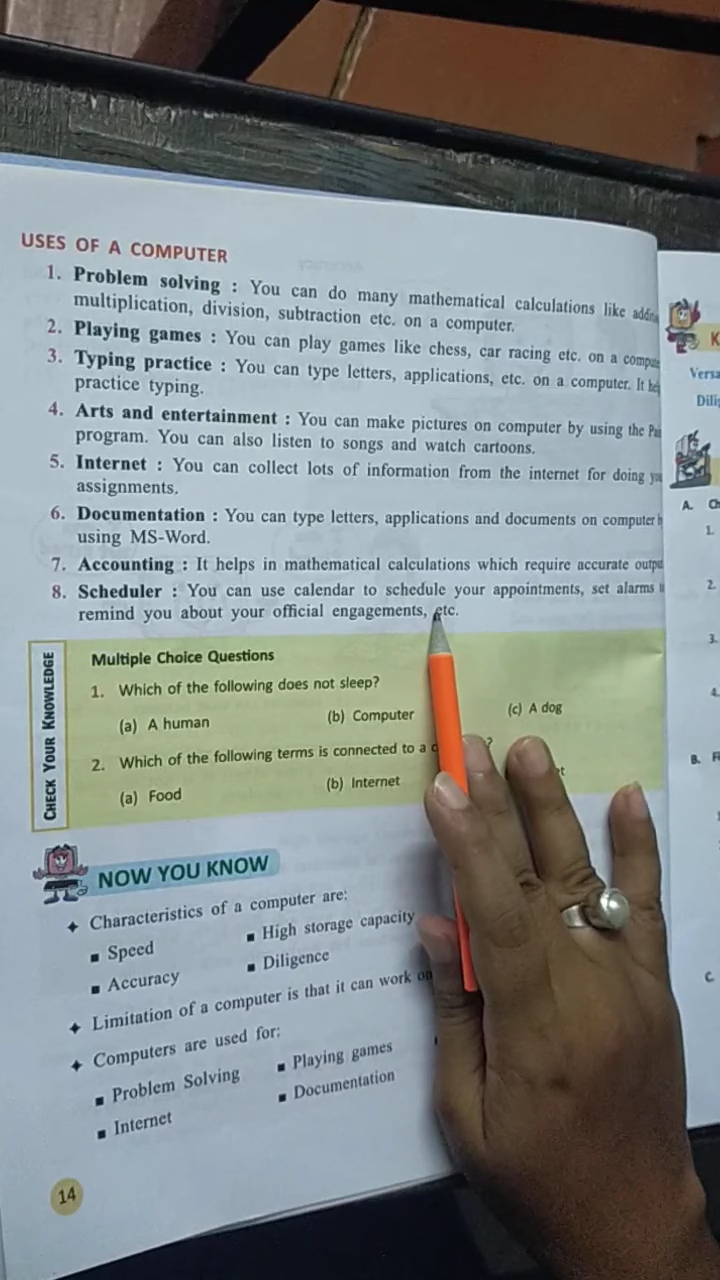 USES OF A COMPUTER
1. Problem solving : You can do many mathematical calculations like
multiplication, division, subtraction etc. on a computer.
2. Playing games : You can play games like chess, car racing etc. on a
3. Typing practice : You can type letters, applications, etc. on a computer. It
practice typing.
4. Arts and entertainment : You can make pictures on computer by using the
program. You can also listen to songs and watch cartoons.
5. Internet : You can collect lots of information from the internet for doing
assignments.
6. Documentation : You can type letters, applications and documents on computer
using MS-Word.
7. Accounting : It helps in mathematical calculations which require accurate
8. Scheduler : You can use calendar to schedule your appointments, set alarms
remind you about your official engagements, etc.
CHECK YOUR KNOWLEDGE
Multiple Choice Questions
1. Which of the following does not sleep?
(a) A human (b) Computer (c) A dog
2. Which of the following terms is connected to a
(a) Food (b) Internet
NOW YOU KNOW
Characteristics of a computer are:
Speed High storage capacity
Accuracy Diligence
Limitation of a computer is that it can work
Computers are used for:
Problem Solving Playing games
Internet Documentation
14
K
A.
1.
2.
3.
4.
B.
C.